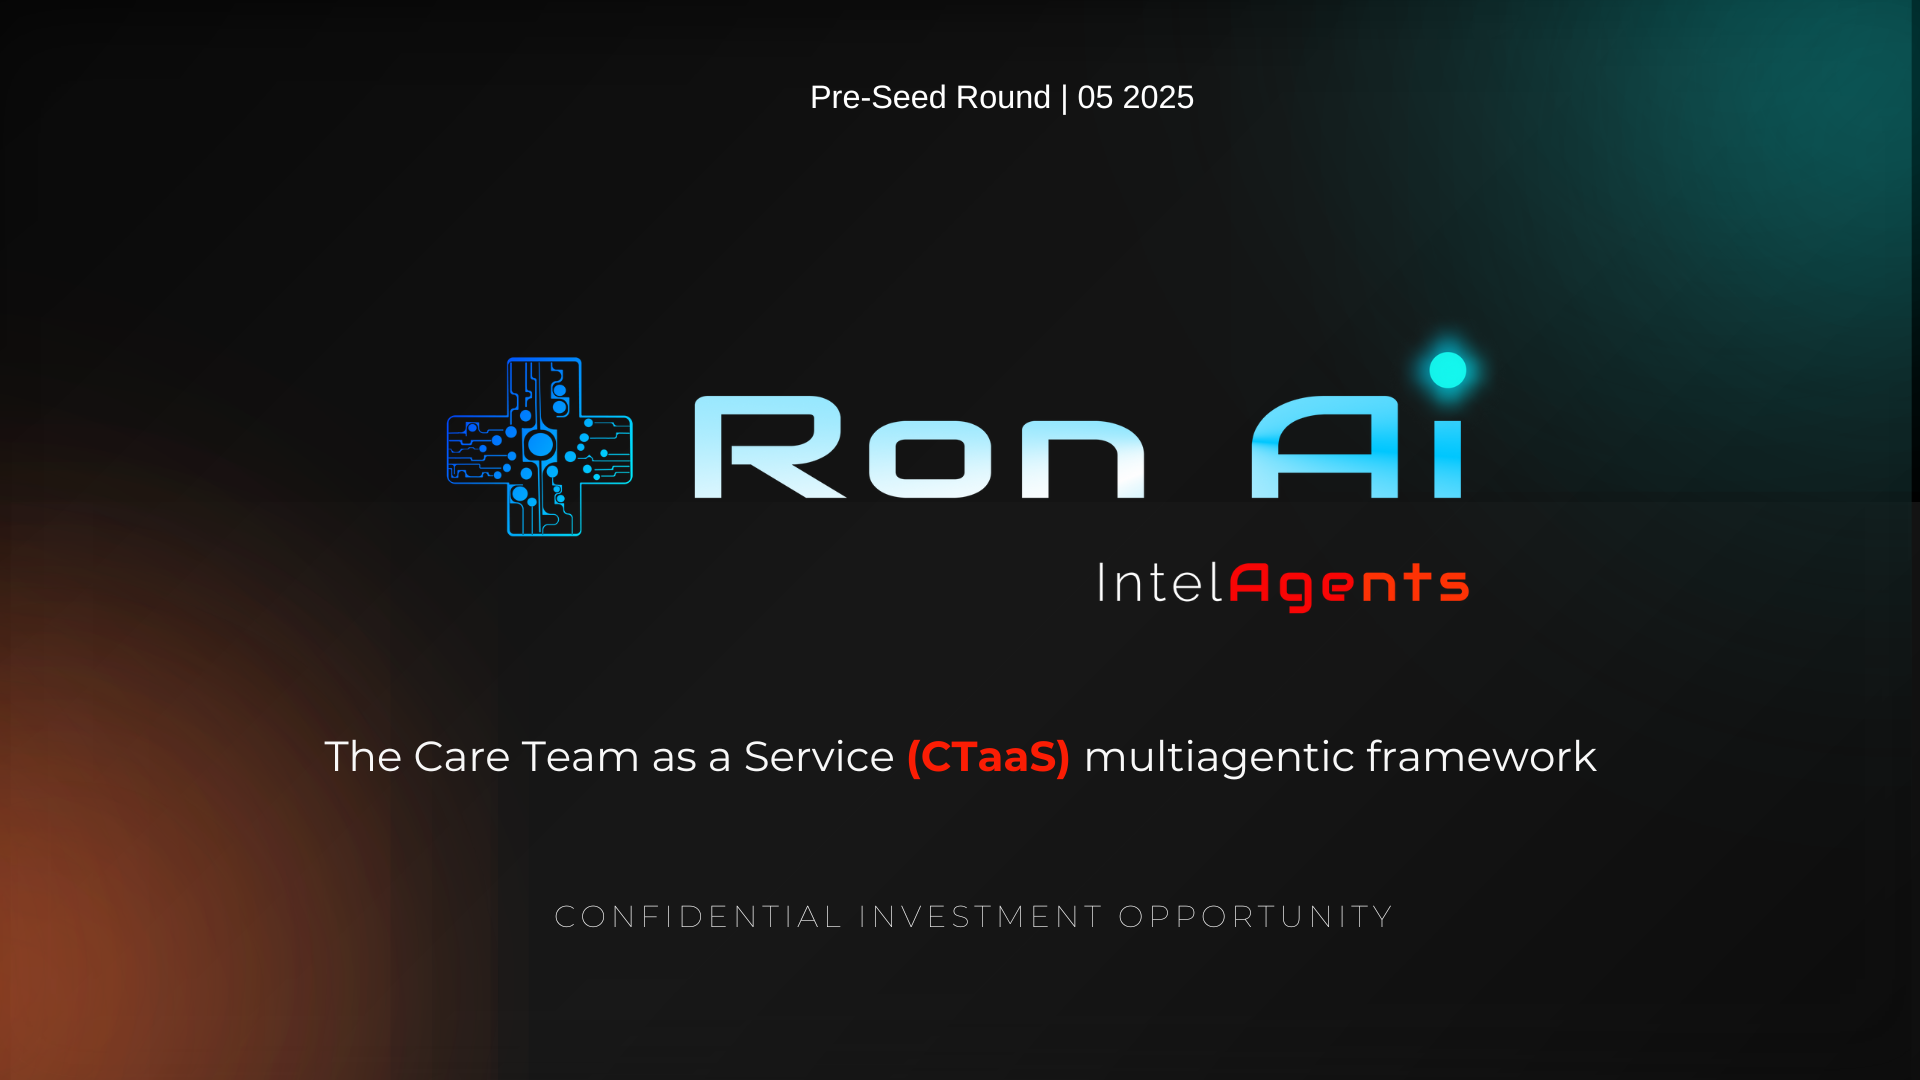 Pre-Seed Round | 05 2025
Ron Ai
IntelAgents
The Care Team as a Service (CTaaS) multiagentic framework
CONFIDENTIAL INVESTMENT OPPORTUNITY